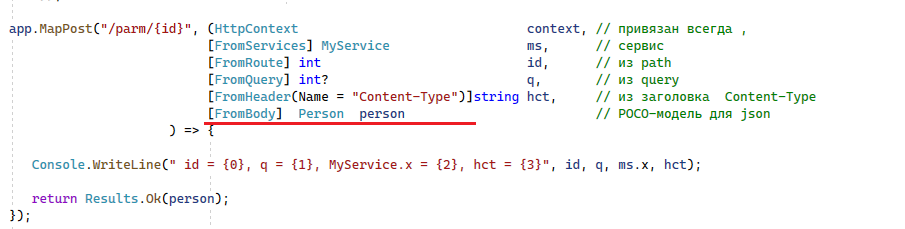 app.MapPost("/parm/{id}", (HttpContext context, // привязан всегда ,
[FromServices] MyService ms, // сервис
[FromRoute] int id, // из path
[FromQuery] int? q, // из query
[FromHeader(Name = "Content-Type")]string hct, // из заголовка Content-Type
[FromBody] Person person // POCO-модель для json
) => {
Console.WriteLine(" id = {0}, q = {1}, MyService.x = {2}, hct = {3}", id, q, ms.x, hct);
return Results.Ok(person);
});